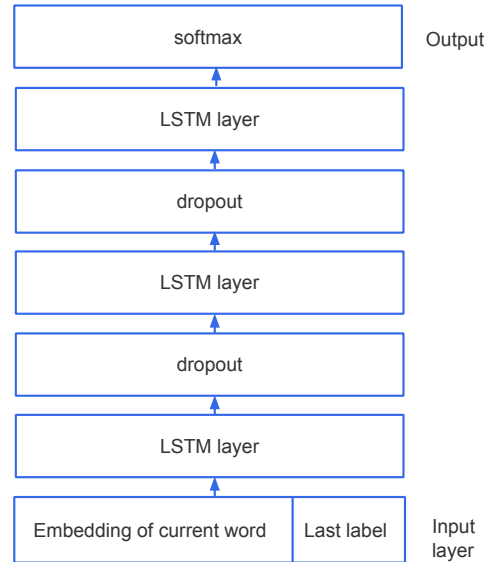 softmax
Output
LSTM layer
dropout
LSTM layer
dropout
LSTM layer
Embedding of current word
Last label
Input
layer